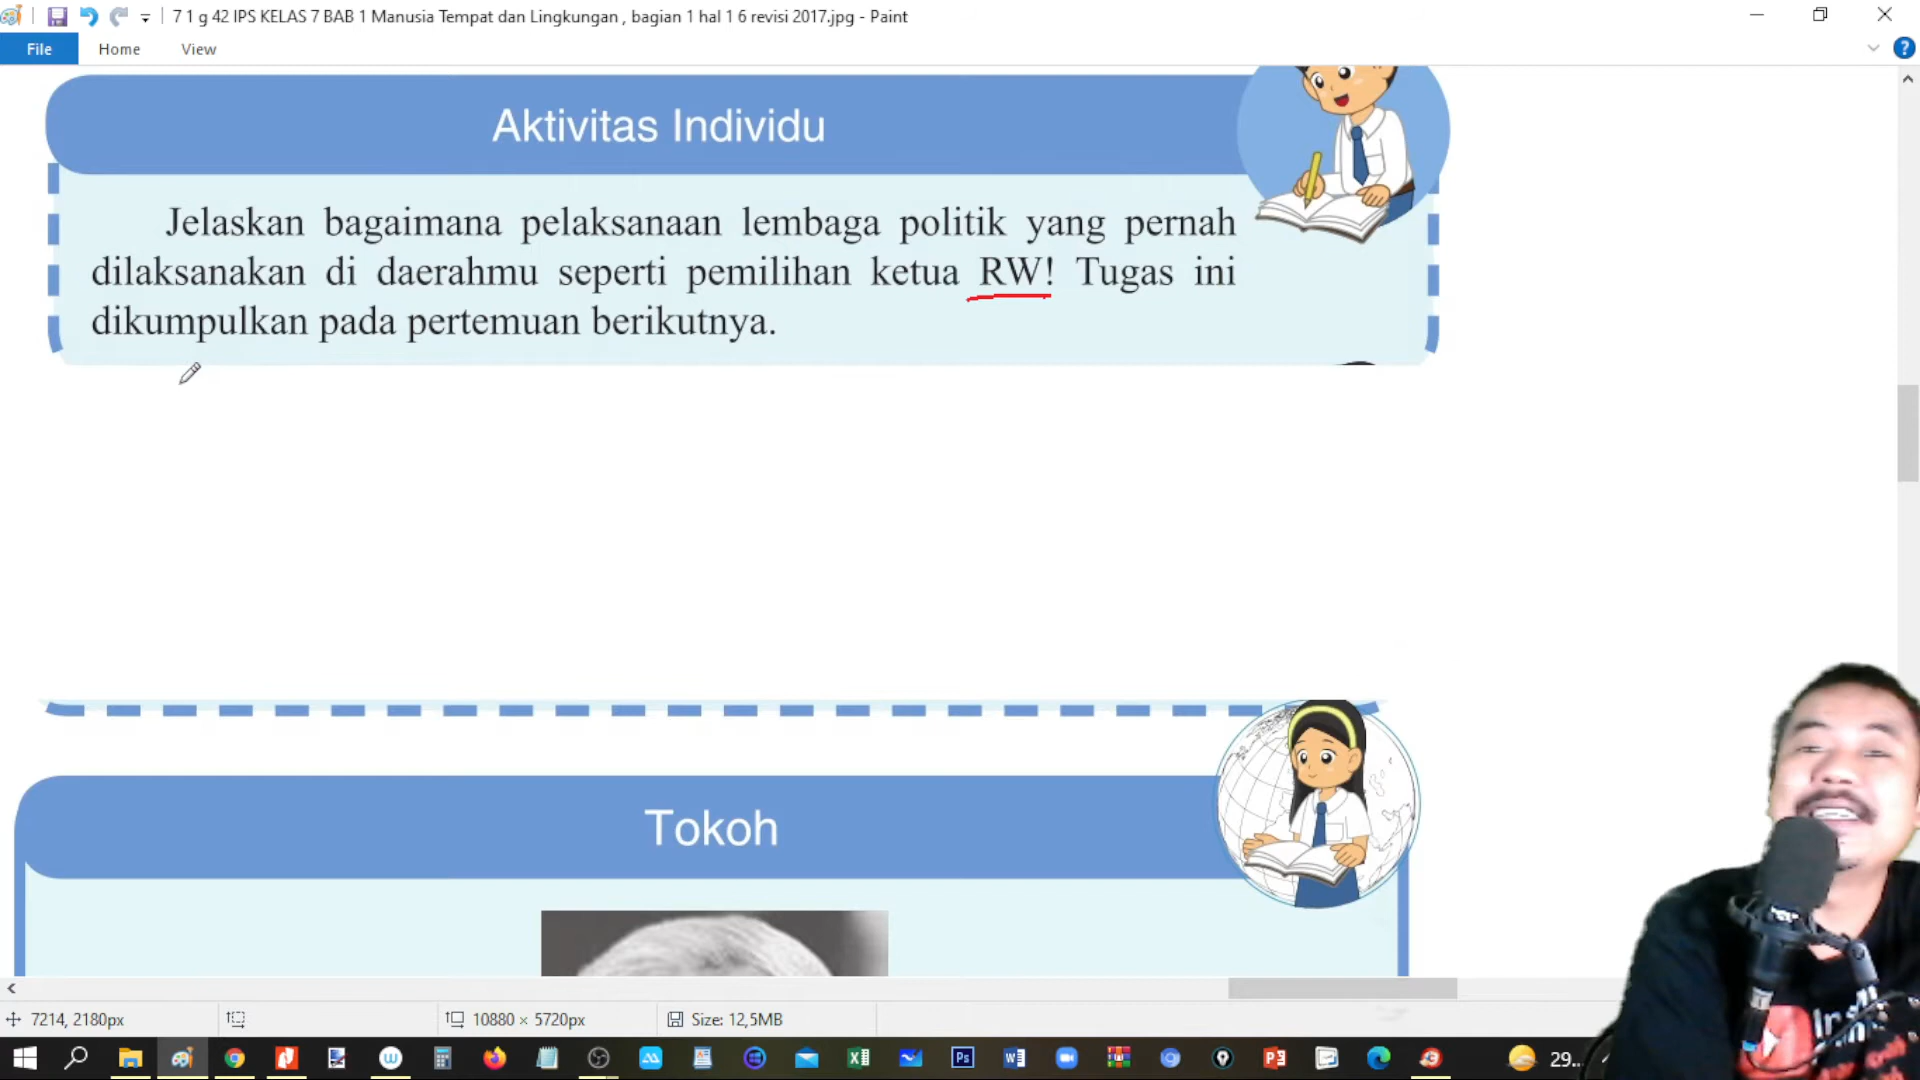 7 1 g 42 IPS KELAS 7 BAB 1 Manusia Tempat dan Lingkungan , bagian 1 hal 1 6 revisi 2017.jpg - Paint
File Home View
Aktivitas Individu
Jelaskan bagaimana pelaksanaan lembaga politik yang pernah
dilaksanakan di daerahmu seperti pemilihan ketua RW! Tugas ini
dikumpulkan pada pertemuan berikutnya.
Tokoh
7214, 2180px
10880 × 5720px
Size: 12,5MB
29...